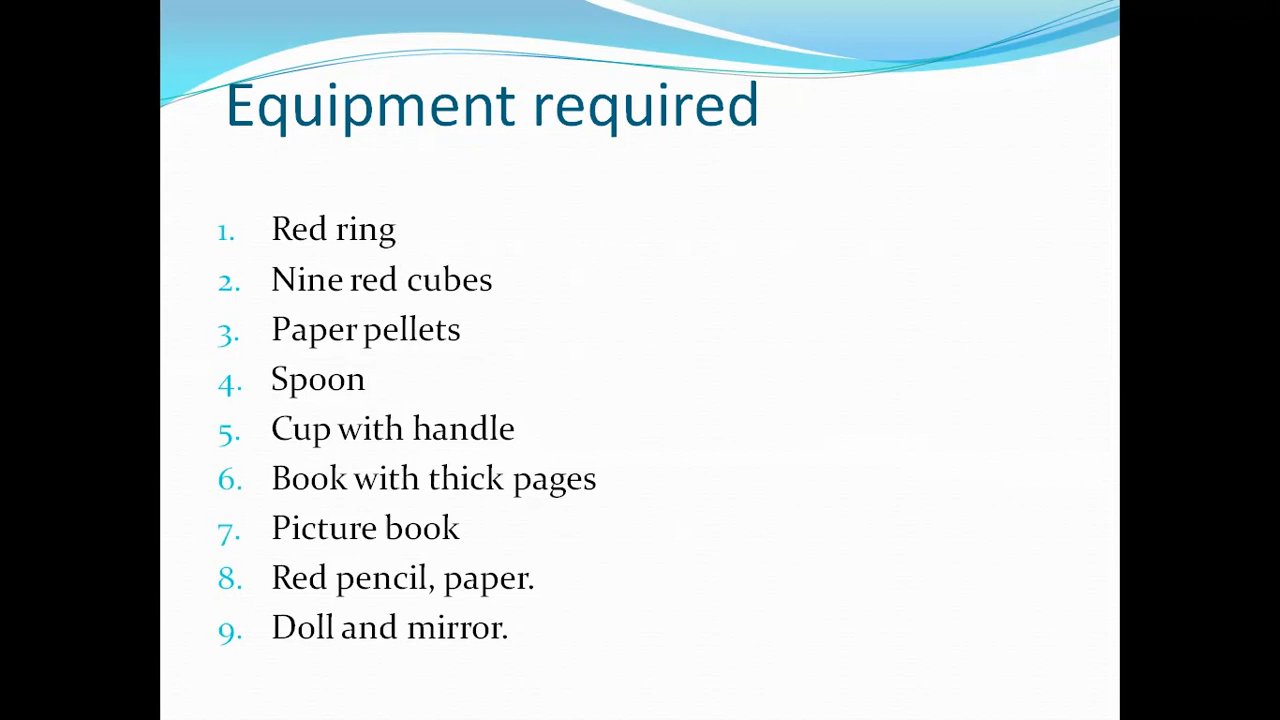 Equipment required
1. Red ring
2. Nine red cubes
3. Paper pellets
4. Spoon
5. Cup with handle
6. Book with thick pages
7. Picture book
8. Red pencil, paper.
9. Doll and mirror.